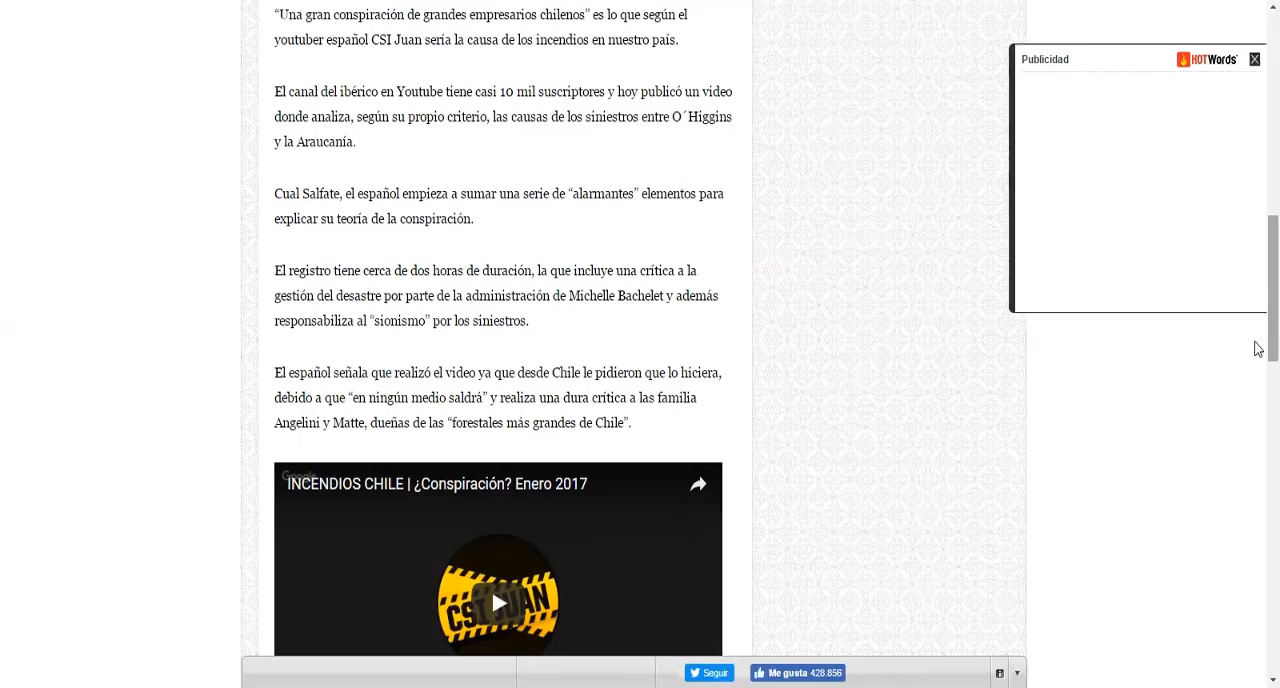 “Una gran conspiración de grandes empresarios chilenos” es lo que según el
youtuber español CSI Juan sería la causa de los incendios en nuestro país.
El canal del ibérico en Youtube tiene casi 10 mil suscriptores y hoy publicó un video
donde analiza, según su propio criterio, las causas de los siniestros entre O´Higgins
y la Araucanía.
Cual Salfate, el español empieza a sumar una serie de “alarmantes” elementos para
explicar su teoría de la conspiración.
El registro tiene cerca de dos horas de duración, la que incluye una crítica a la
gestión del desastre por parte de la administración de Michelle Bachelet y además
responsabiliza al “sionismo” por los siniestros.
El español señala que realizó el video ya que desde Chile le pidieron que lo hiciera,
debido a que “en ningún medio saldrá” y realiza una dura crítica a las familia
Angelini y Matte, dueñas de las “forestales más grandes de Chile”.
Google
INCENDIOS CHILE | ¿Conspiración? Enero 2017
CSI JUAN
Publicidad
HOTWords
Seguir
Me gusta 428.856